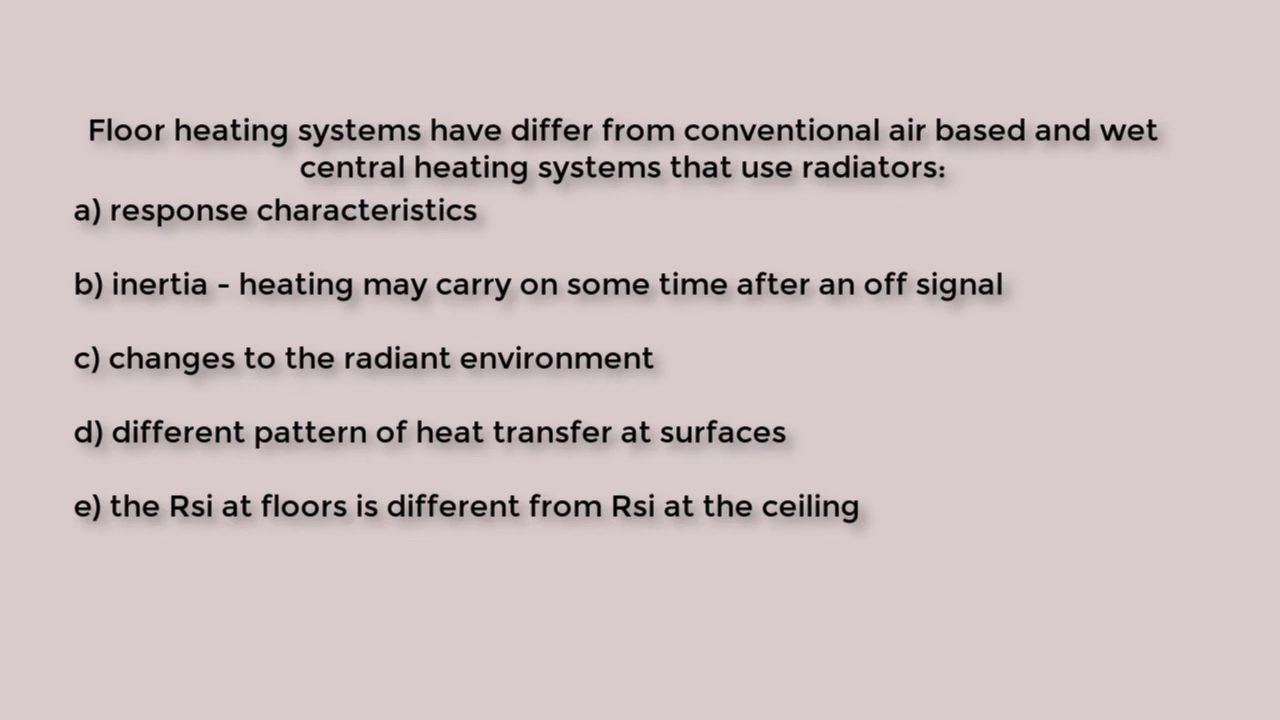 Floor heating systems have differ from conventional air based and wet
central heating systems that use radiators:
a) response characteristics
b) inertia - heating may carry on some time after an off signal
c) changes to the radiant environment
d) different pattern of heat transfer at surfaces
e) the Rsi at floors is different from Rsi at the ceiling